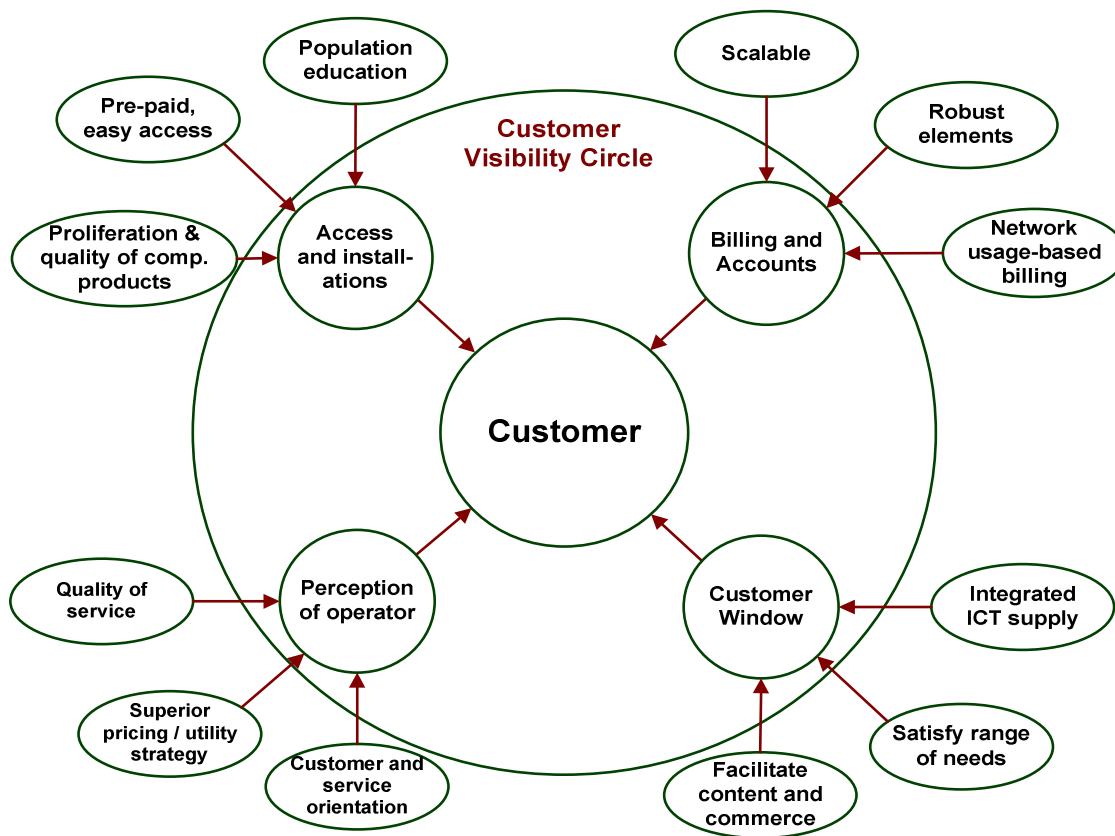 Population
education
Scalable
Pre-paid,
easy access
Robust
elements
Customer
Visibility Circle
Proliferation &
quality of comp.
products
Access
and install-
ations
Billing and
Accounts
Network
usage-based
billing
Customer
Quality of
service
Perception
of operator
Customer
Window
Integrated
ICT supply
Superior
pricing / utility
strategy
Customer and
service
orientation
Facilitate
content and
commerce
Satisfy range
of needs